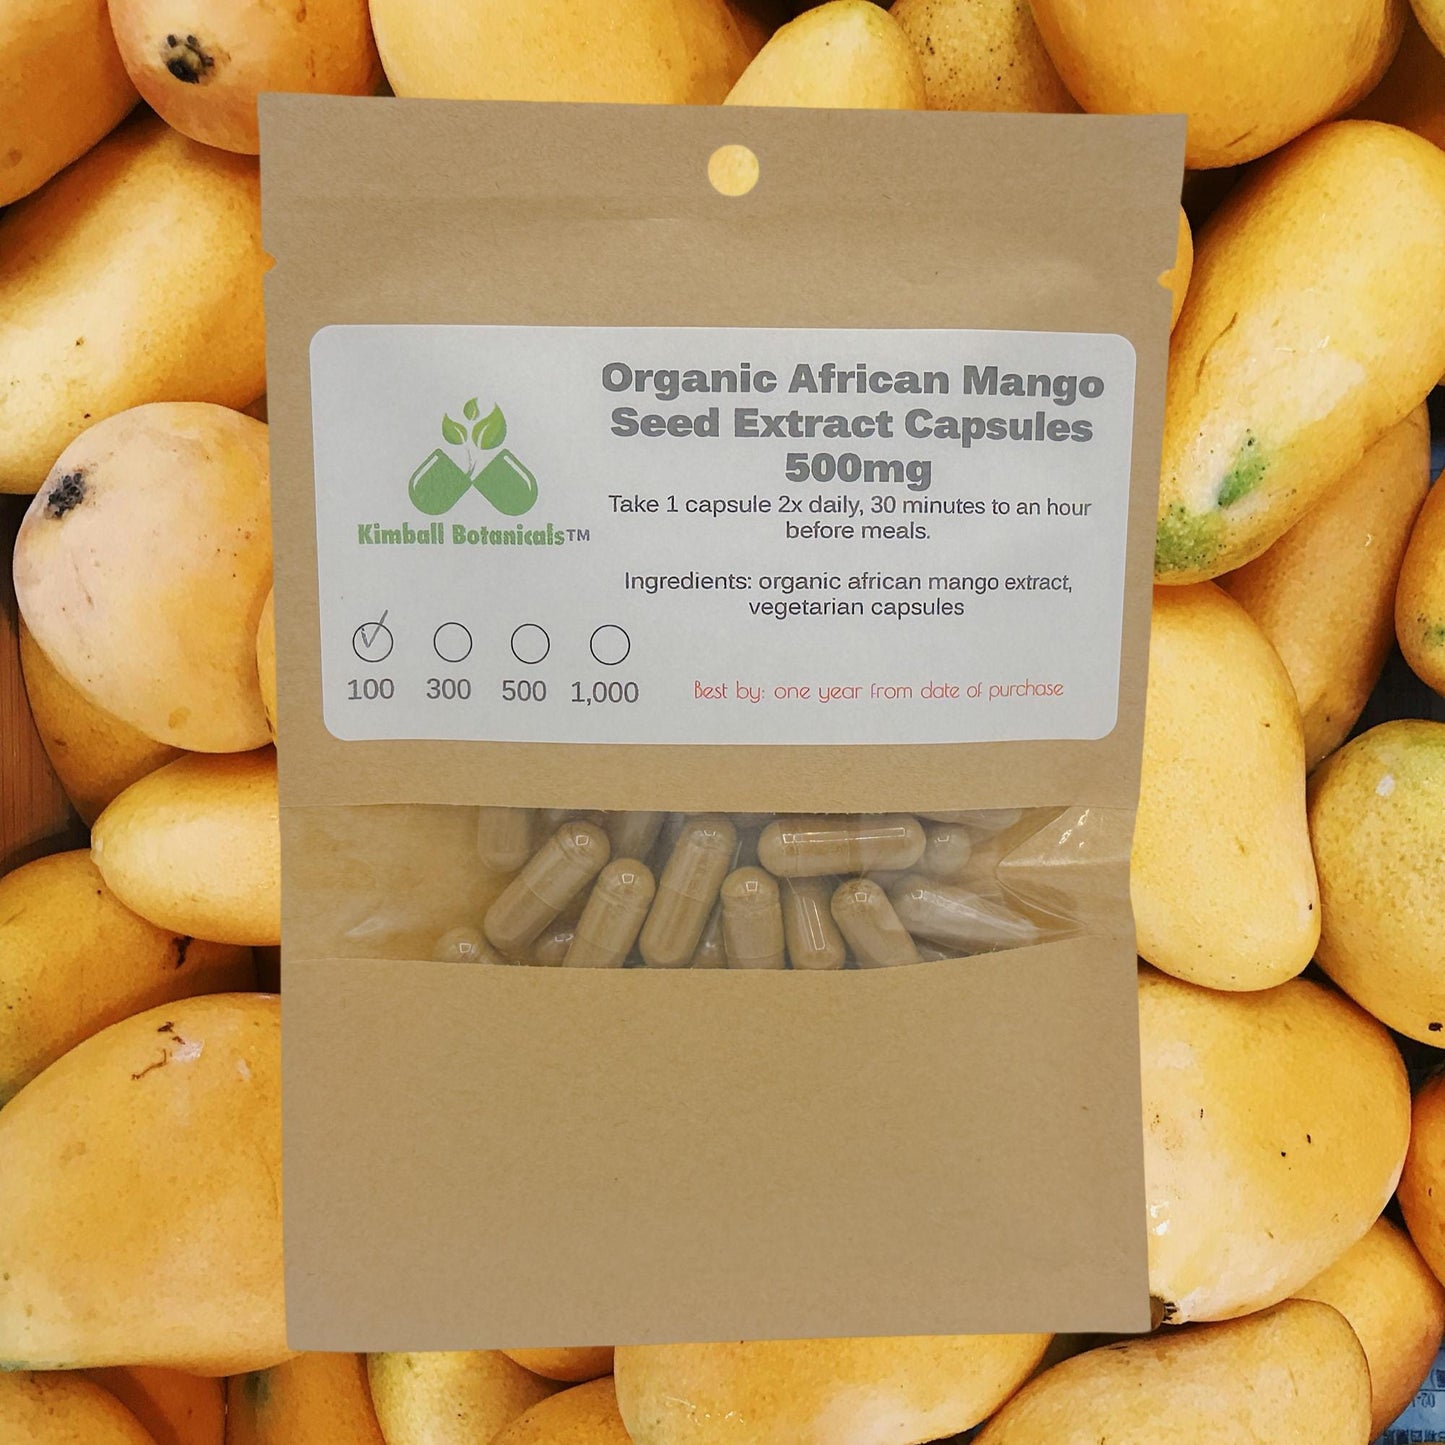 Organic African Mango
Seed Extract Capsules
500mg
Take 1 capsule 2x daily, 30 minutes to an hour
before meals.
Kimball Botanicals™
Ingredients: organic african mango extract,
vegetarian capsules
100 300 500 1,000
Best by: one year from date of purchase